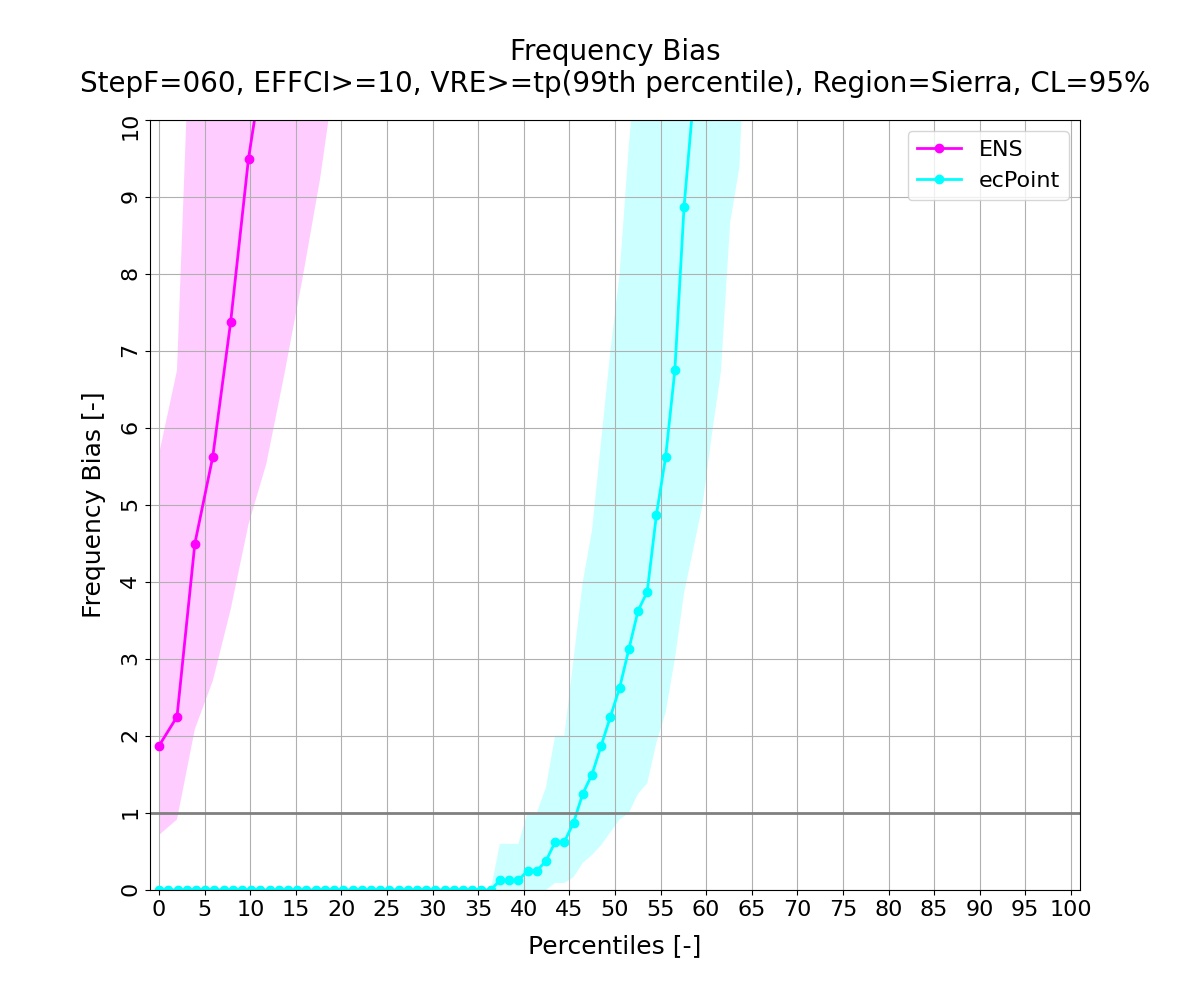 Frequency Bias
StepF=060, EFFCI>=10, VRE>=tp(99th percentile), Region=Sierra, CL=95%
ENS
ecPoint
Frequency Bias [-]
10
9
8
7
6
5
4
3
2
1
0
0 5 10 15 20 25 30 35 40 45 50 55 60 65 70 75 80 85 90 95 100
Percentiles [-]